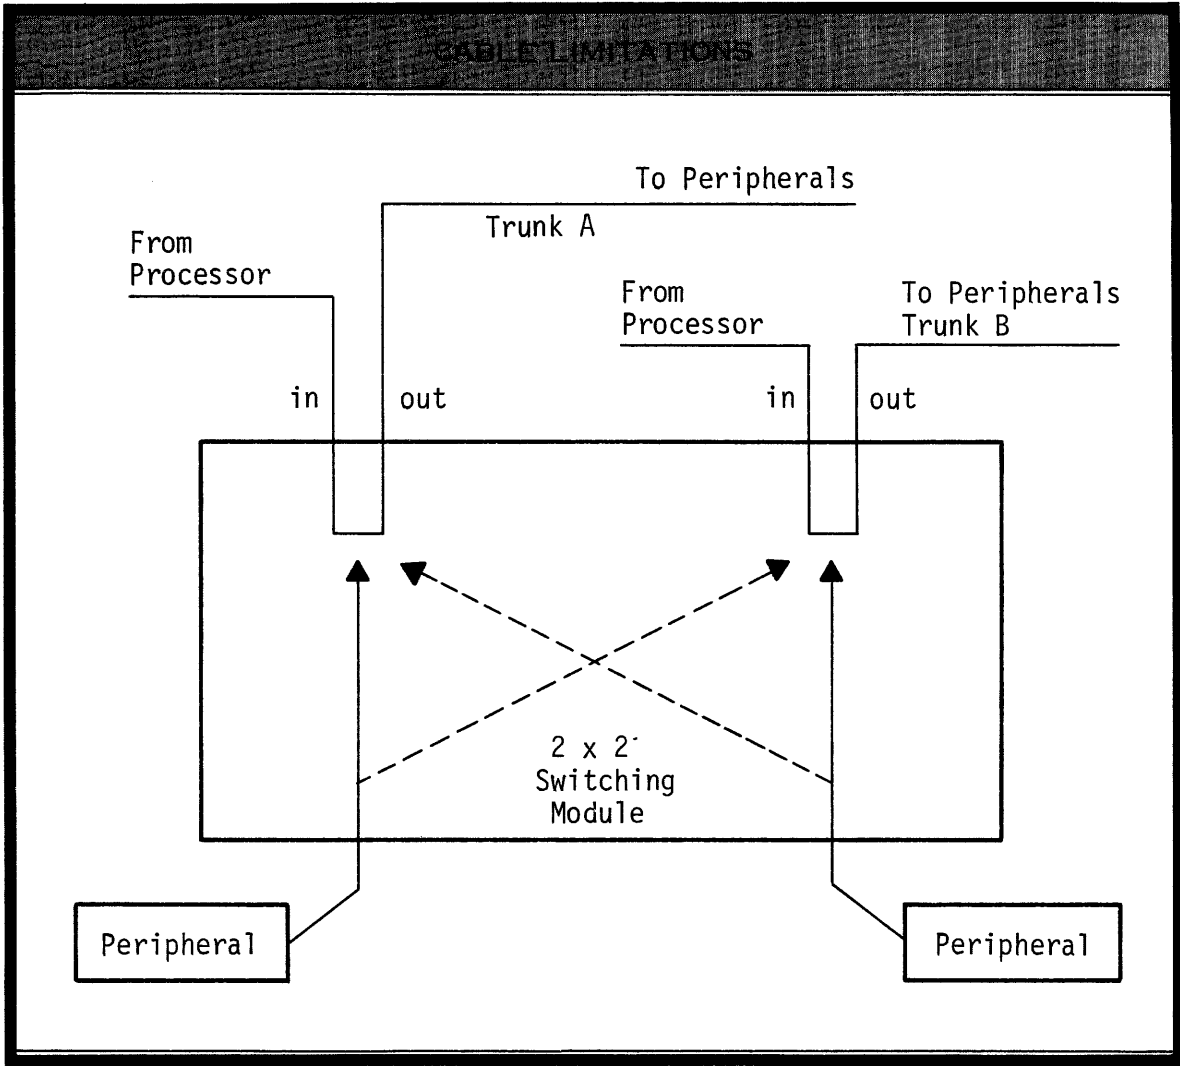 CABLE LIMITATIONS
To Peripherals
Trunk A
From
Processor
From
Processor
To Peripherals
Trunk B
in
out
in
out
2 x 2
Switching
Module
Peripheral
Peripheral